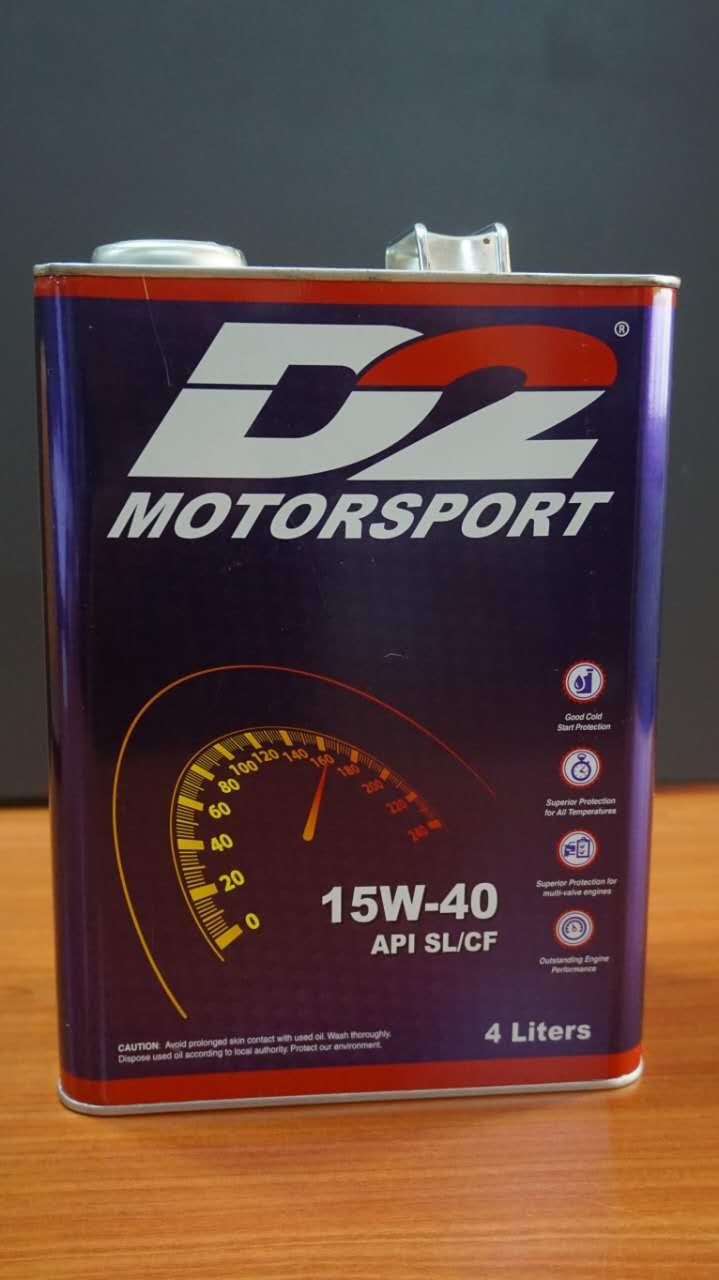 D2®
MOTORSPORT
Good Cold
Start Protection
Superior Protection
for All Temperatures
Superior Protection for
multi-valve engines
Outstanding Engine
Performance
0
20
40
60
80
100
120
140
160
180
200
220
240
15W-40
API SL/CF
4 Liters
CAUTION: Avoid prolonged skin contact with used oil. Wash thoroughly.
Dispose used oil according to local authority. Protect our environment.